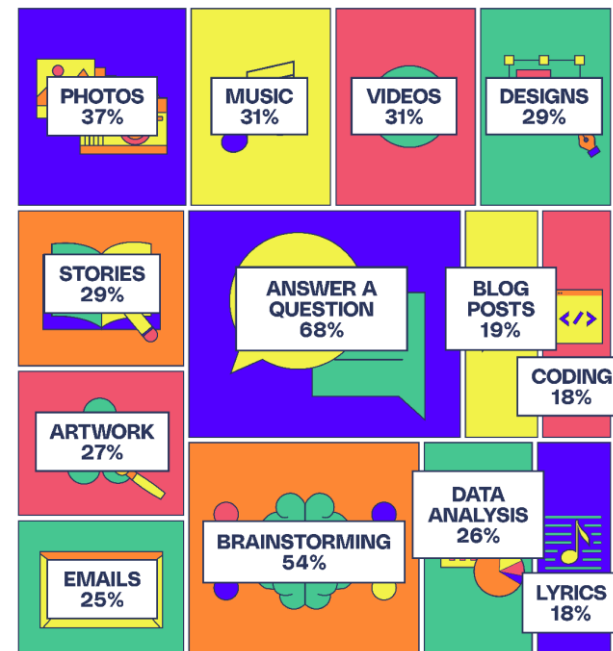 PHOTOS
37%
MUSIC
31%
VIDEOS
31%
DESIGNS
29%
STORIES
29%
ANSWER A
QUESTION
68%
BLOG
POSTS
19%
</>
CODING
18%
ARTWORK
27%
BRAINSTORMING
54%
DATA
ANALYSIS
26%
EMAILS
25%
LYRICS
18%